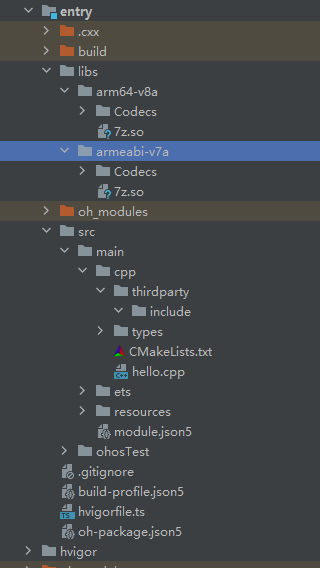 entry
.cxx
build
libs
arm64-v8a
Codecs
7z.so
armeabi-v7a
Codecs
7z.so
oh_modules
src
main
cpp
thirdparty
include
types
CMakeLists.txt
hello.cpp
ets
resources
module.json5
ohosTest
.gitignore
build-profile.json5
hvigorfile.ts
oh-package.json5
hvigor